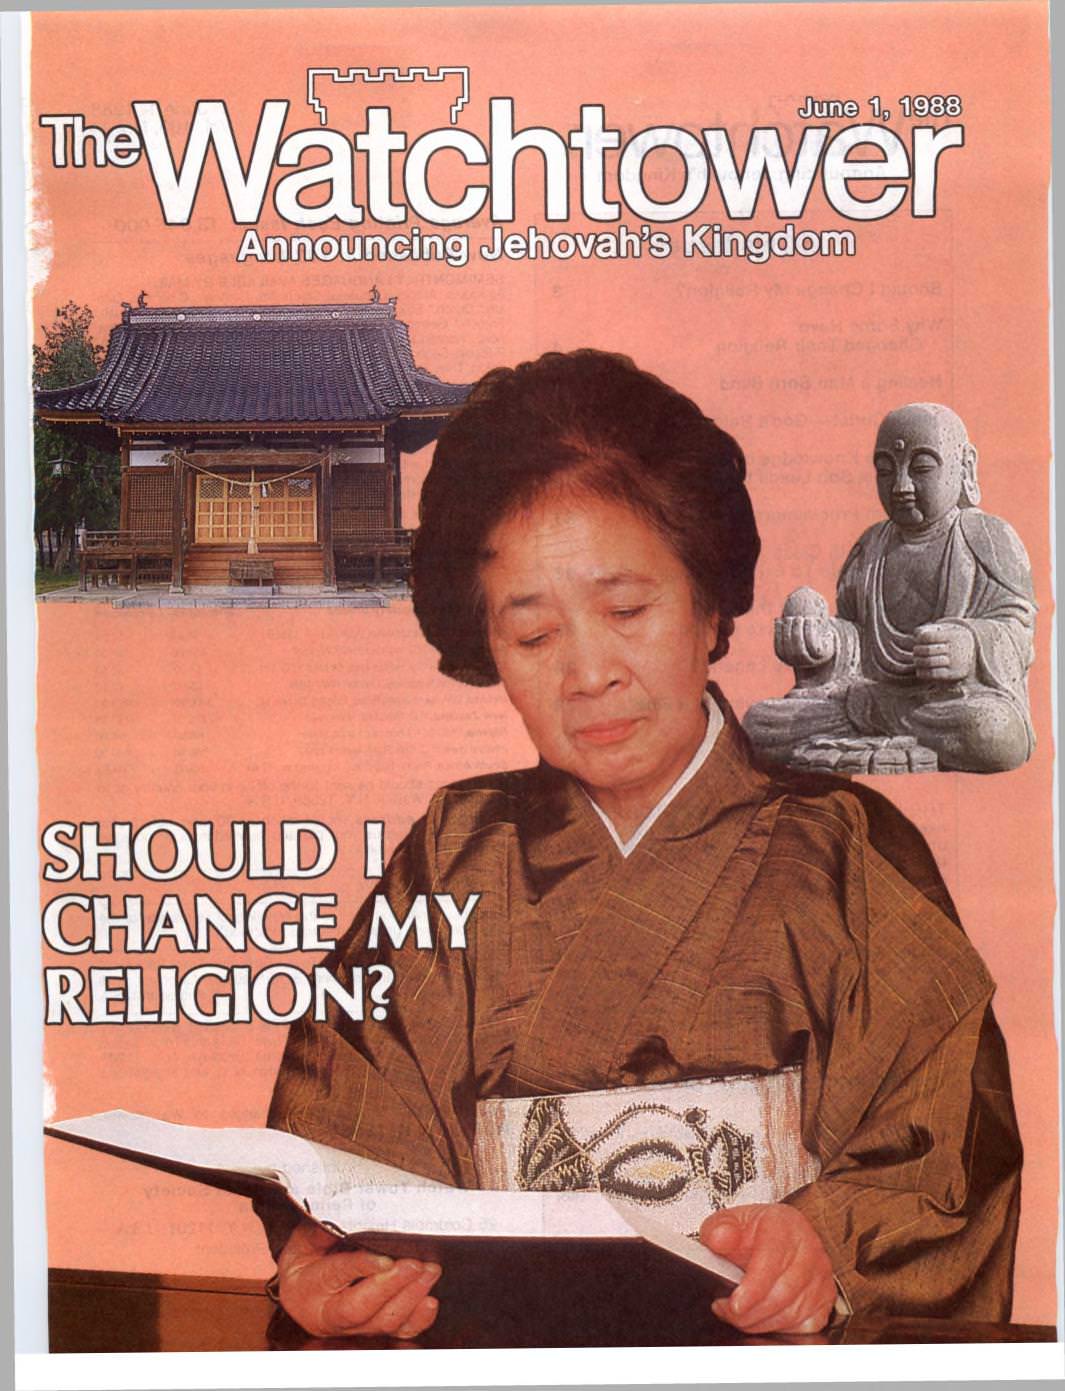 June 1, 1988
The Watchtower
Announcing Jehovah's Kingdom
SHOULD I
CHANGE MY
RELIGION?